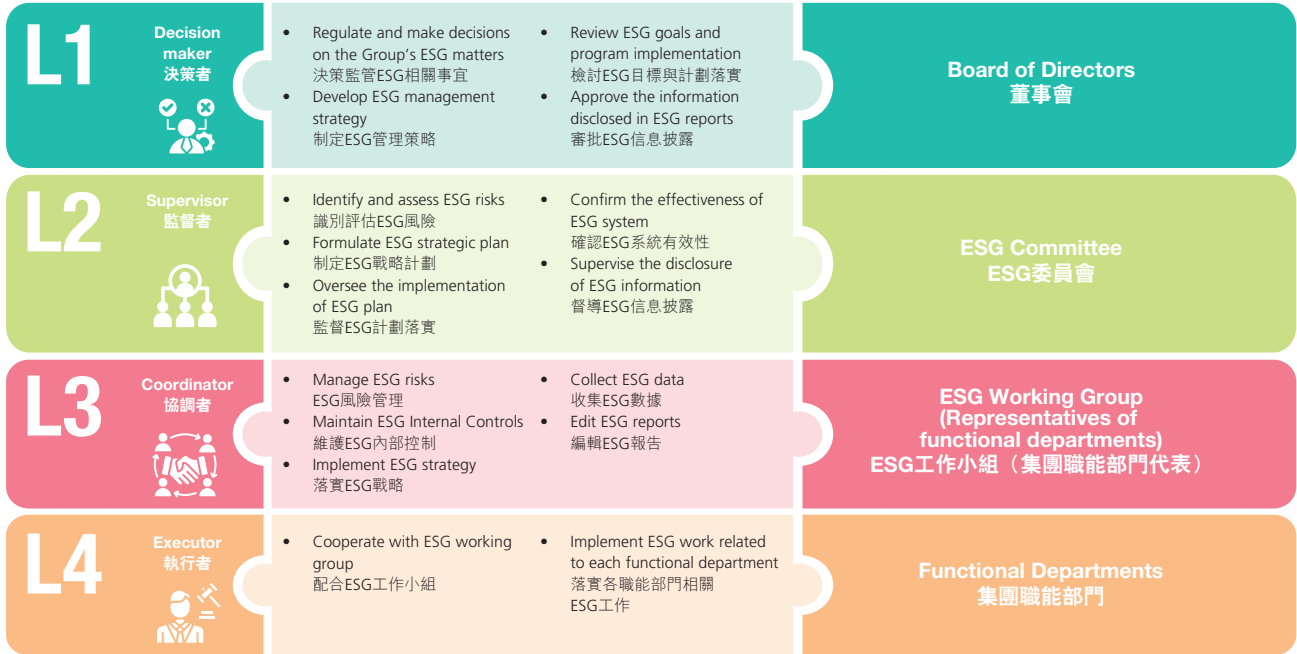 L1
Decision
maker
決策者
• Regulate and make decisions
on the Group's ESG matters
決策監管ESG相關事宜
• Develop ESG management
strategy
制定ESG管理策略
• Review ESG goals and
program implementation
檢討ESG目標與計劃落實
• Approve the information
disclosed in ESG reports
審批ESG信息披露
Board of Directors
董事會
L2
Supervisor
監督者
• Identify and assess ESG risks
識別評估ESG風險
• Formulate ESG strategic plan
制定ESG戰略計劃
• Oversee the implementation
of ESG plan
監督ESG計劃落實
• Confirm the effectiveness of
ESG system
確認ESG系統有效性
• Supervise the disclosure
of ESG information
督導ESG信息披露
ESG Committee
ESG委員會
L3
Coordinator
協調者
• Manage ESG risks
ESG風險管理
• Maintain ESG Internal Controls
維護ESG內部控制
• Implement ESG strategy
落實ESG戰略
• Collect ESG data
收集ESG數據
• Edit ESG reports
編輯ESG報告
ESG Working Group
(Representatives of
functional departments)
ESG工作小組（集團職能部門代表）
L4
Executor
執行者
• Cooperate with ESG working
group
配合ESG工作小組
• Implement ESG work related
to each functional department
落實各職能部門相關
ESG工作
Functional Departments
集團職能部門